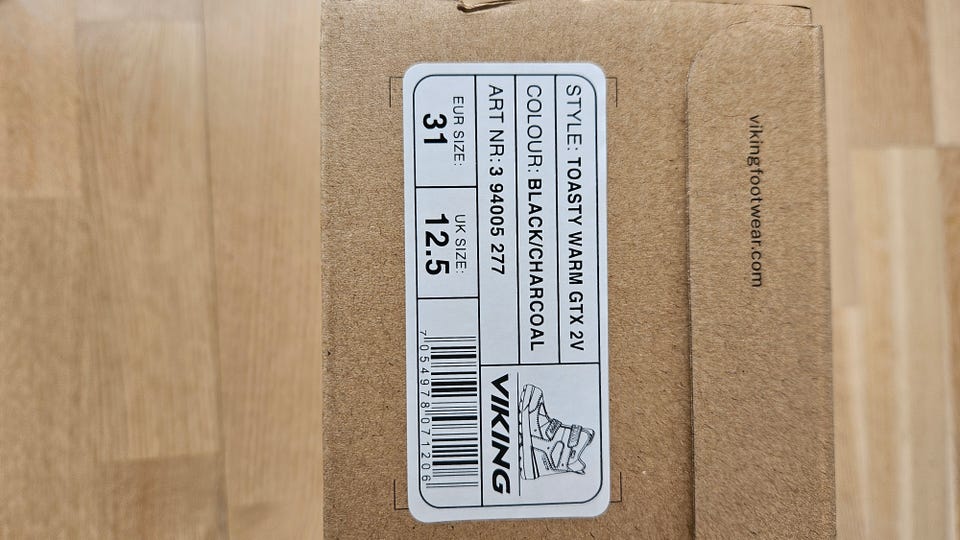 vikingfootwear.com
STYLE: TOASTY WARM GTX 2V
COLOUR: BLACK/CHARCOAL
ART NR: 3 94005 277
VIKING
EUR SIZE:
31
UK SIZE:
12.5
7054978071206